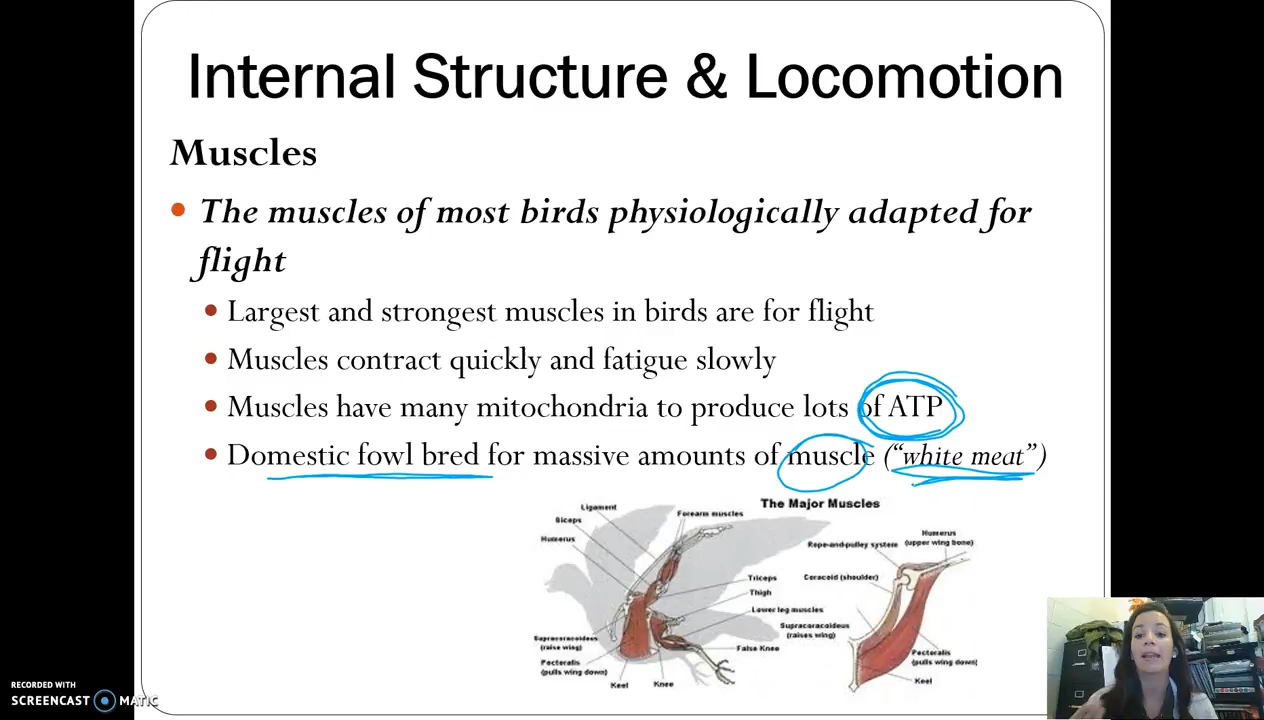 Internal Structure & Locomotion
Muscles
The muscles of most birds physiologically adapted for
flight
Largest and strongest muscles in birds are for flight
Muscles contract quickly and fatigue slowly
Muscles have many mitochondria to produce lots of ATP
Domestic fowl bred for massive amounts of muscle ("white meat")
The Major Muscles
Ligament
Biceps
Humerus
Forearm muscles
Triceps
Thigh
Lower leg muscles
False Knee
Supracoracoideus
(raise wing)
Pectoralis
(pulls wing down)
Keel
Knee
Humerus
(upper wing bone)
Rope-and-pulley system
Coracoid (shoulder)
Supracoracoideus
(raises wing)
Pectoralis
(pulls wing down)
Keel
RECORDED WITH
SCREENCAST MATIC